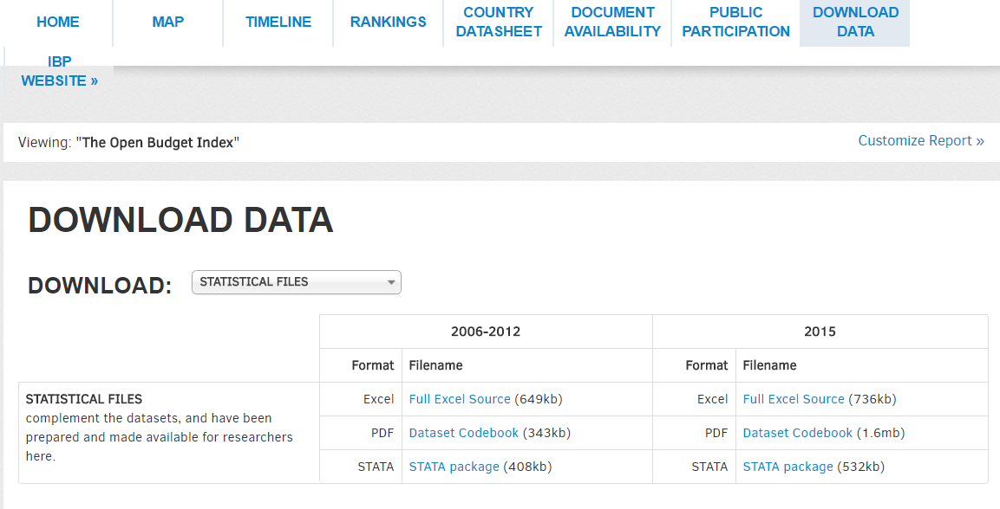 HOME MAP TIMELINE RANKINGS COUNTRY DATASHEET DOCUMENT AVAILABILITY PUBLIC PARTICIPATION DOWNLOAD DATA
IBP
WEBSITE »
Viewing: "The Open Budget Index" Customize Report »
DOWNLOAD DATA
DOWNLOAD: STATISTICAL FILES
2006-2012 2015
Format Filename Format Filename
STATISTICAL FILES
complement the datasets, and have been
prepared and made available for researchers
here.
Excel Full Excel Source (649kb) Excel Full Excel Source (736kb)
PDF Dataset Codebook (343kb) PDF Dataset Codebook (1.6mb)
STATA STATA package (408kb) STATA STATA package (532kb)